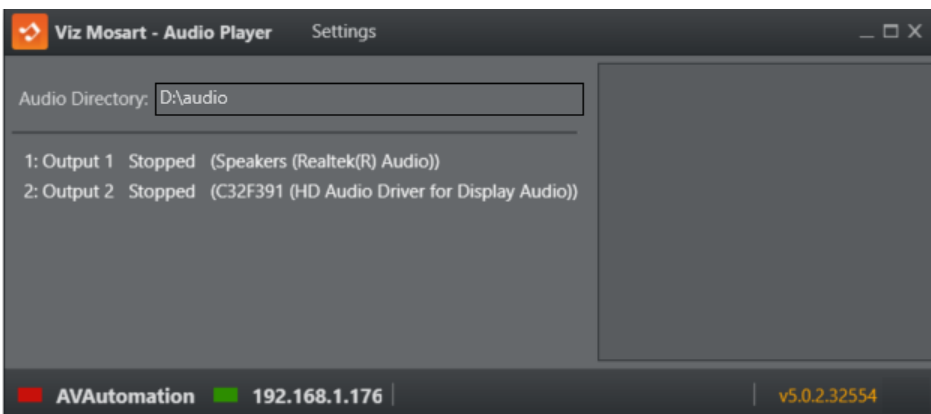 Viz Mosart - Audio Player Settings
Audio Directory: D:\audio
1: Output 1 Stopped (Speakers (Realtek(R) Audio))
2: Output 2 Stopped (C32F391 (HD Audio Driver for Display Audio))
AVAutomation 192.168.1.176 v5.0.2.32554